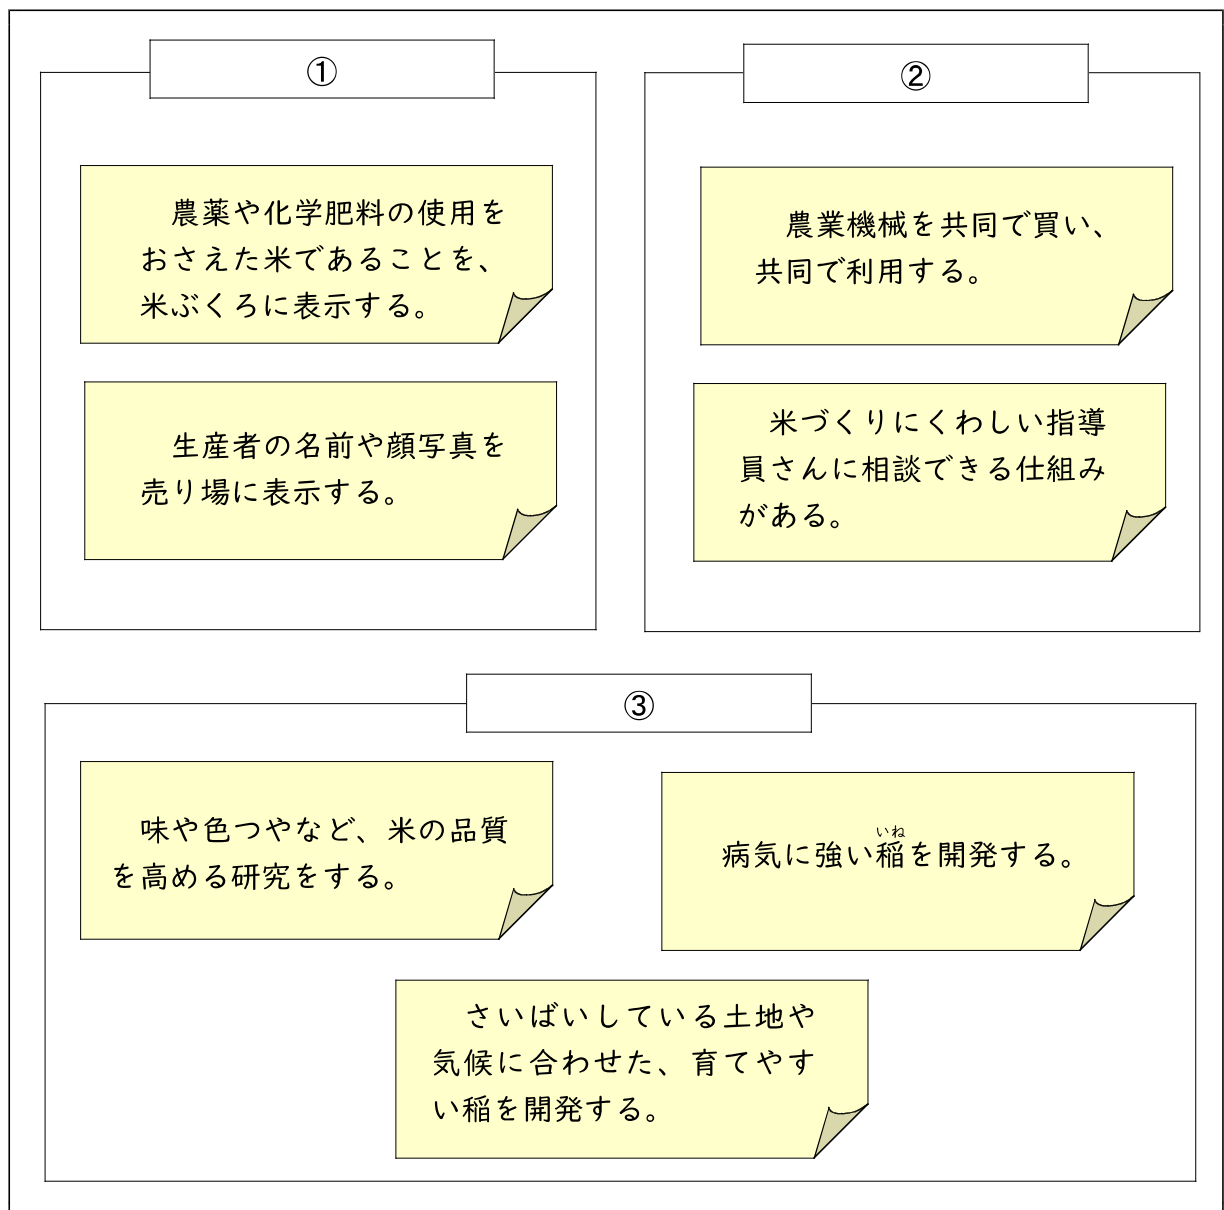 ①
農薬や化学肥料の使用を
おさえた米であることを、
米ぶくろに表示する。
生産者の名前や顔写真を
売り場に表示する。
②
農業機械を共同で買い、
共同で利用する。
米づくりにくわしい指導
員さんに相談できる仕組み
がある。
③
味や色つやなど、米の品質
を高める研究をする。
いね
病気に強い稲を開発する。
さいばいしている土地や
気候に合わせた、育てやす
い稲を開発する。